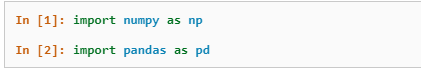 In [1]: import numpy as np
In [2]: import pandas as pd